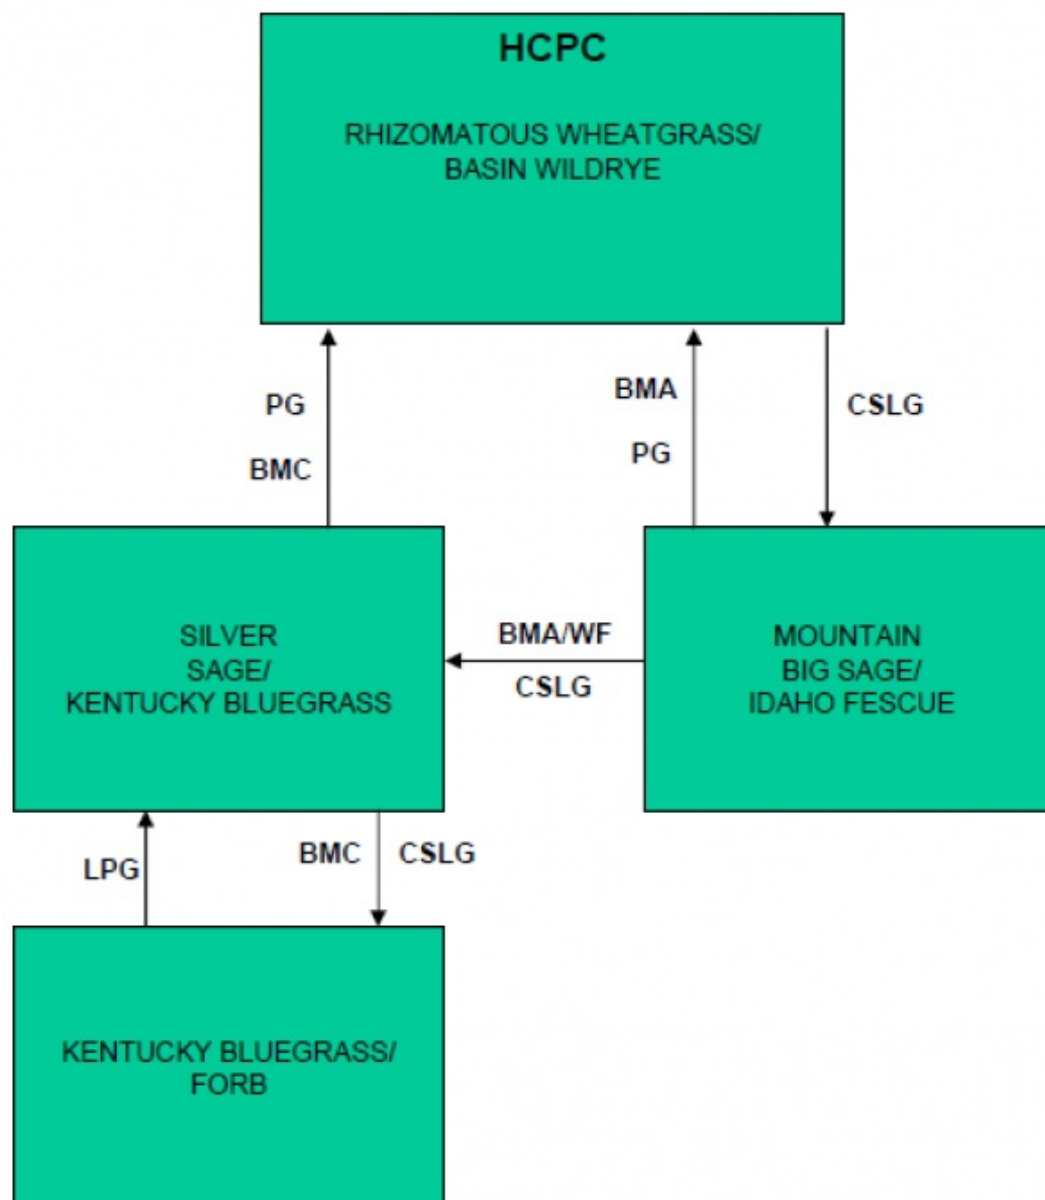 HCPC
RHIZOMATOUS WHEATGRASS/
BASIN WILDRYE
PG
BMC
BMA
PG
CSLG
SILVER
SAGE/
KENTUCKY BLUEGRASS
BMA/WF
CSLG
MOUNTAIN
BIG SAGE/
IDAHO FESCUE
LPG
BMC
CSLG
KENTUCKY BLUEGRASS/
FORB